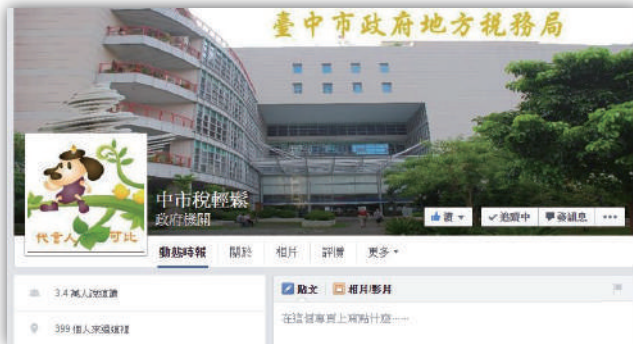 臺中市政府地方稅務局
中市稅輕鬆
政府機關
代言人 可比
讚
追蹤中
發訊息
動態時報 關於 相片 評價 更多
3.4 萬人說這讚
399 個人來過這裡
貼文 相片/影片
在這個專頁上寫點什麼……